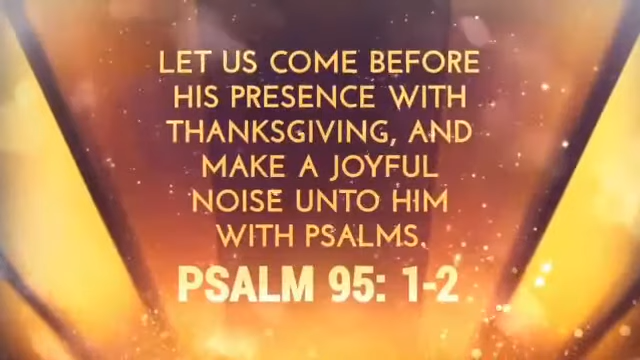 LET US COME BEFORE
HIS PRESENCE WITH
THANKSGIVING, AND
MAKE A JOYFUL
NOISE UNTO HIM
WITH PSALMS.
PSALM 95: 1-2